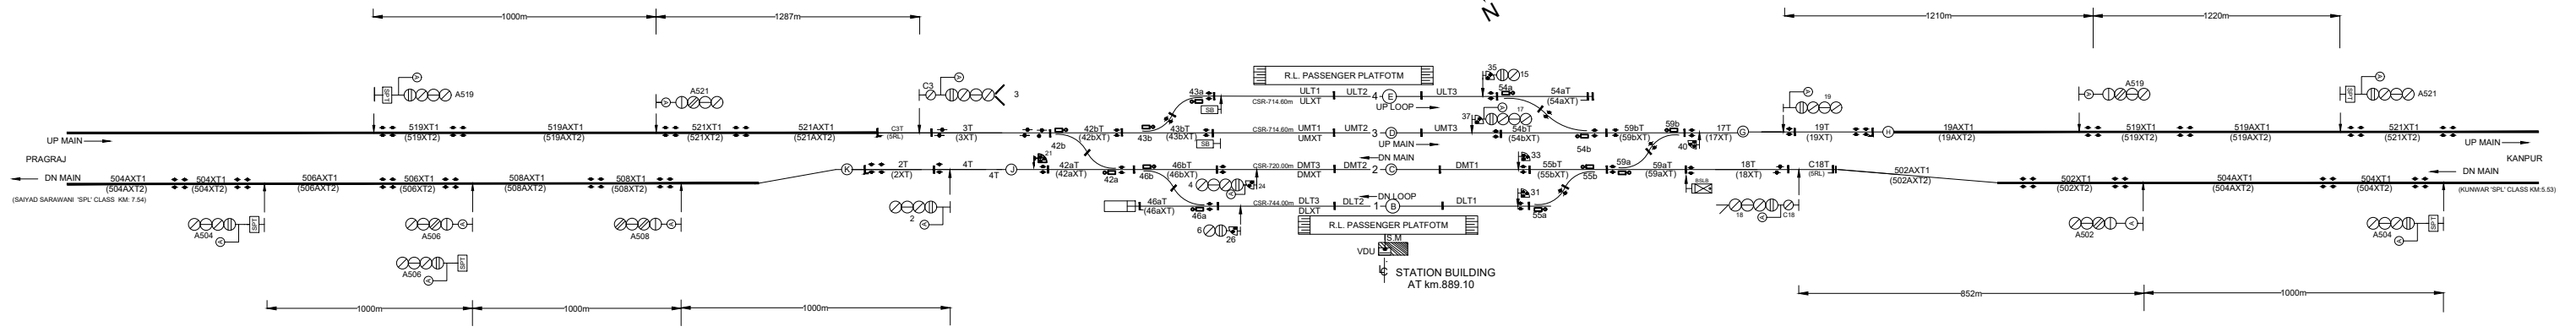 1000m
1287m
N
1210m
1220m
SPT
A519
A
A521
A
C3
A
3
43a
R.L. PASSENGER PLATFOTM
35
15
54a
A
19
A519
A
SPT
A521
A
ULT1 ULT2 4 E ULT3
CSR-714.60m ULXT
UP LOOP
54aT
(54aXT)
SB
37
A
17
519XT1
(519XT2)
519AXT1
(519AXT2)
521XT1
(521XT2)
521AXT1
(521AXT2)
C3T
(5RL)
3T
(3XT)
42b
42bT
(42bXT)
43b
43bT
(43bXT)
SB
CSR-714.60m
UMT1 UMT2 3 D UMT3
UMXT
UP MAIN
54bT
(54bXT)
54b
59bT
(59bXT)
59b
40
17T
(17XT)
G
19T
(19XT)
H
19AXT1
(19AXT2)
519XT1
(519XT2)
519AXT1
(519AXT2)
521XT1
(521XT2)
UP MAIN
UP MAIN
PRAGRAJ
KANPUR
DN MAIN
DN MAIN
(SAIYAD SARAWANI 'SPL' CLASS KM: 7.54)
(KUNWAR 'SPL' CLASS KM:5.53)
504AXT1
(504AXT2)
504XT1
(504XT2)
506AXT1
(506AXT2)
506XT1
(506XT2)
508AXT1
(508AXT2)
508XT1
(508XT2)
K
2T
(2XT)
4T
4T
J
21
42aT
(42aXT)
42a
46b
46bT
(46bXT)
CSR-720.00m
DMT3 DMT2 2 C DMT1
DMXT
DN MAIN
33
55bT
(55bXT)
55b
59a
59aT
(59aXT)
18T
(18XT)
C18T
(5RL)
502AXT1
(502AXT2)
502XT1
(502XT2)
504AXT1
(504AXT2)
504XT1
(504XT2)
4
A
24
BSLB
46aT
(46aXT)
46a
CSR-744.00m
DLT3 DLT2 1 B DLT1
DLXT
DN LOOP
31
55a
R.L. PASSENGER PLATFOTM
6
26
2
A
18
C18
A
A504
A
SPT
A506
A
A508
A
A502
A
A504
A
SPT
A506
A
SPT
S.M
VDU
C STATION BUILDING
AT km.889.10
1000m
1000m
1000m
852m
1000m